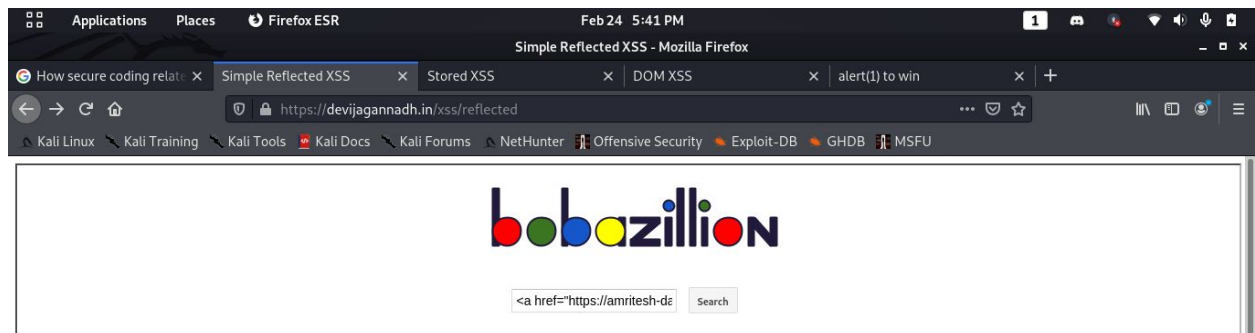 Applications Places Firefox ESR Feb 24 5:41 PM 1
Simple Reflected XSS - Mozilla Firefox
How secure coding relate Simple Reflected XSS Stored XSS DOM XSS alert(1) to win
https://devijagannadh.in/xss/reflected
Kali Linux Kali Training Kali Tools Kali Docs Kali Forums NetHunter Offensive Security Exploit-DB GHDB MSFU
bobazillion
<a href="https://amritesh-da Search